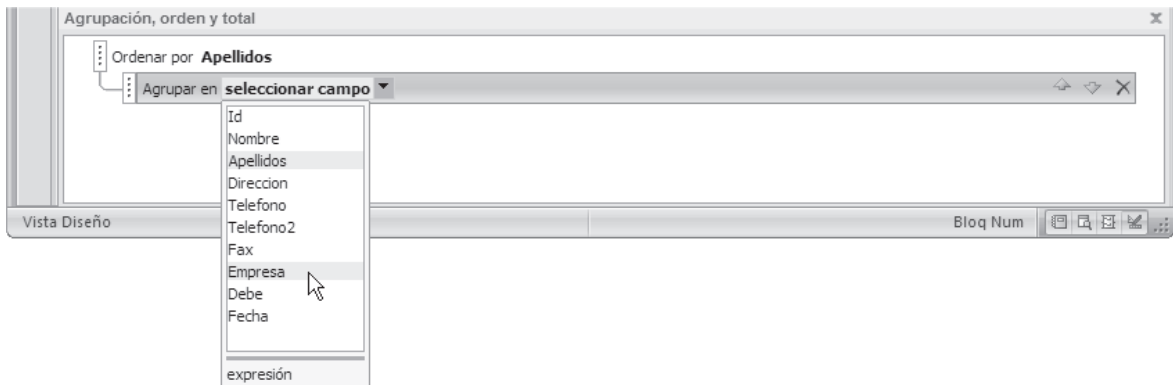 Agrupación, orden y total
Ordenar por Apellidos
Agrupar en seleccionar campo
Id
Nombre
Apellidos
Direccion
Telefono
Telefono2
Fax
Empresa
Debe
Fecha
expresión
Vista Diseño
Bloq Num